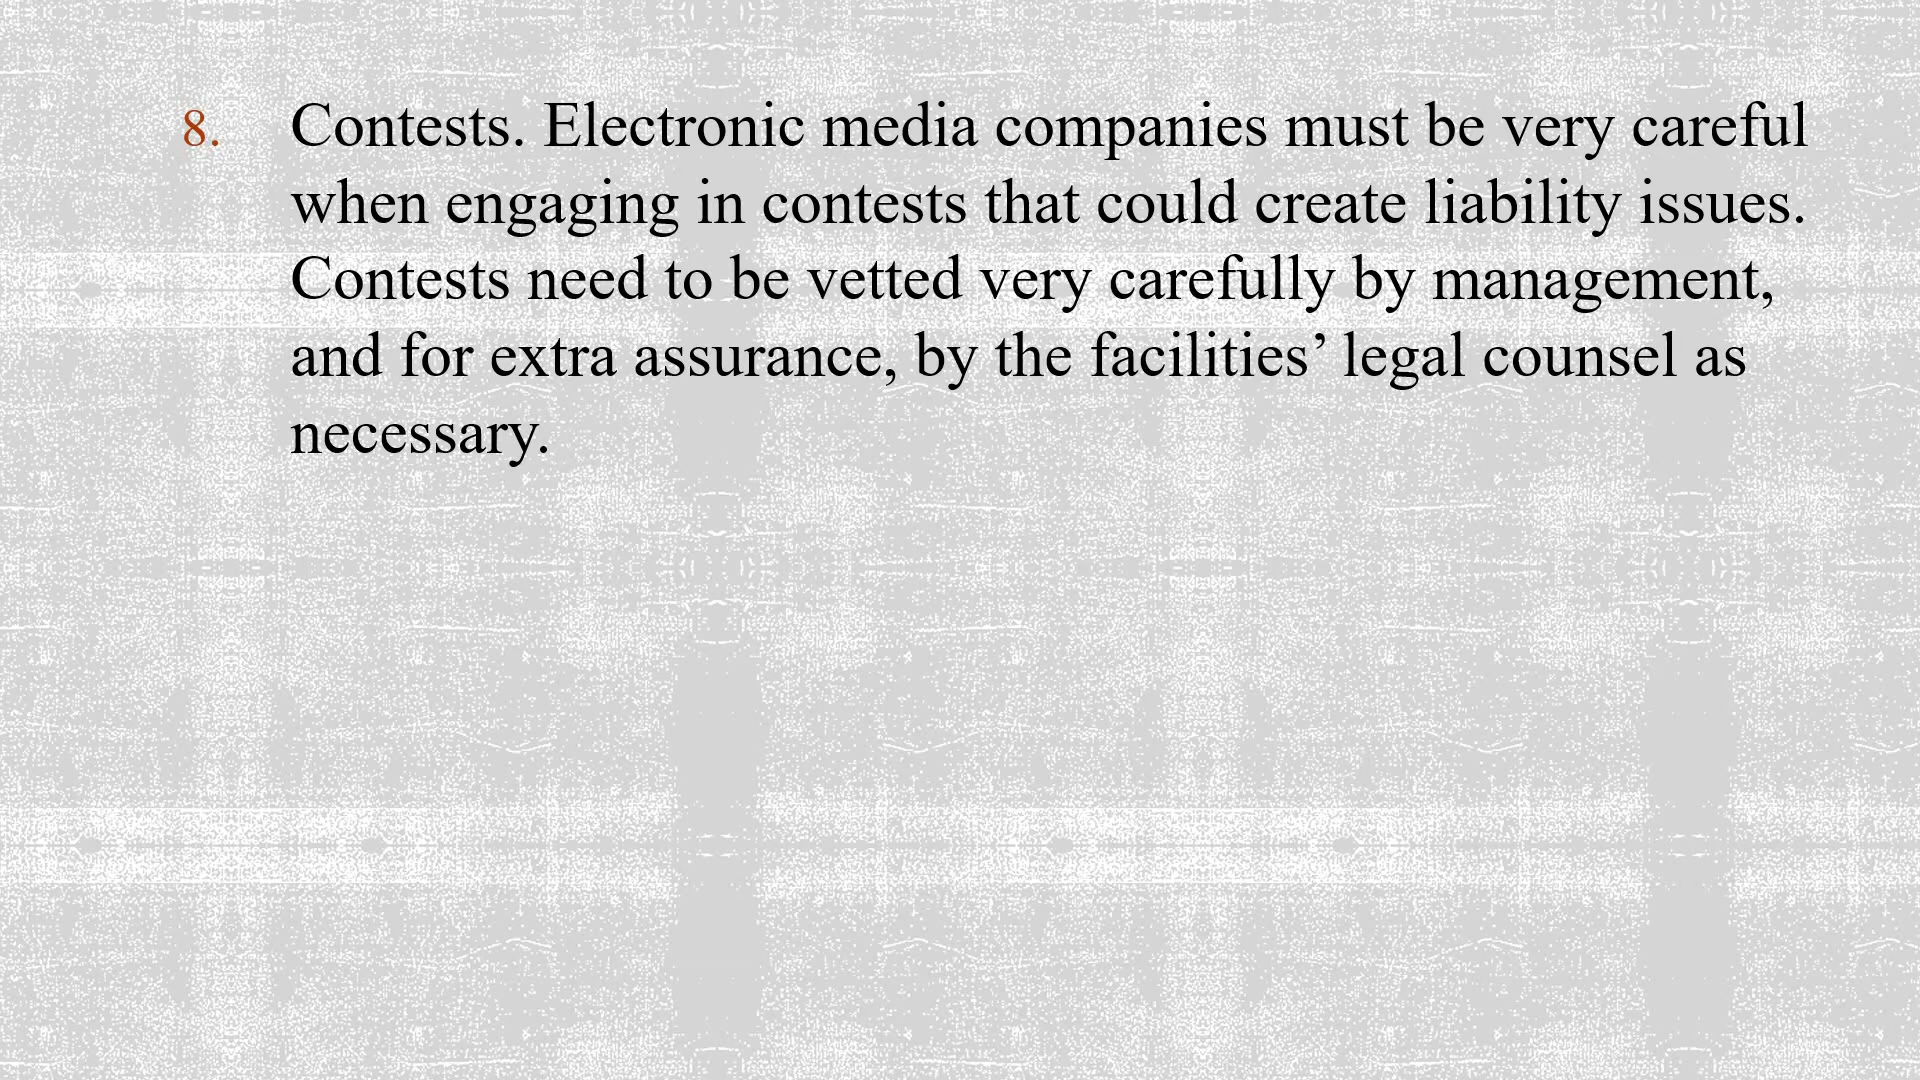 8. Contests. Electronic media companies must be very careful
when engaging in contests that could create liability issues.
Contests need to be vetted very carefully by management,
and for extra assurance, by the facilities’ legal counsel as
necessary.